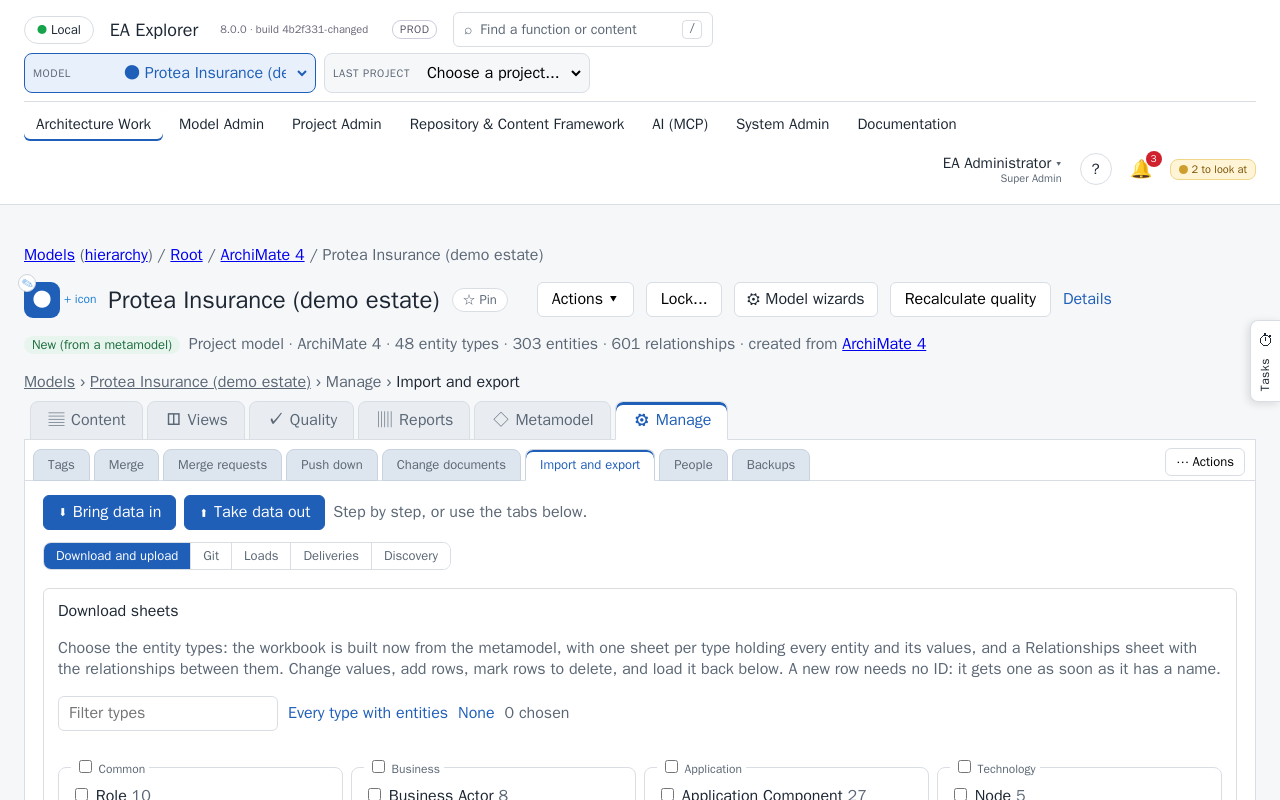 Local EA Explorer 8.0.0 · build 4b2f331-changed PROD Find a function or content /
MODEL Protea Insurance (de LAST PROJECT Choose a project...
Architecture Work Model Admin Project Admin Repository & Content Framework AI (MCP) System Admin Documentation
EA Administrator ▾ ? 3 2 to look at
Super Admin
Models (hierarchy) / Root / ArchiMate 4 / Protea Insurance (demo estate)
+ icon Protea Insurance (demo estate) ☆ Pin Actions ▾ Lock... ⚙ Model wizards Recalculate quality Details
New (from a metamodel) Project model · ArchiMate 4 · 48 entity types · 303 entities · 601 relationships · created from ArchiMate 4
Tasks
Models › Protea Insurance (demo estate) › Manage › Import and export
Content Views ✓ Quality Reports ◇ Metamodel ⚙ Manage
Tags Merge Merge requests Push down Change documents Import and export People Backups ··· Actions
⬇ Bring data in ⬆ Take data out Step by step, or use the tabs below.
Download and upload Git Loads Deliveries Discovery
Download sheets
Choose the entity types: the workbook is built now from the metamodel, with one sheet per type holding every entity and its values, and a Relationships sheet with
the relationships between them. Change values, add rows, mark rows to delete, and load it back below. A new row needs no ID: it gets one as soon as it has a name.
Filter types Every type with entities None 0 chosen
Common Business Application Technology
Role 10 Business Actor 8 Application Component 27 Node 5